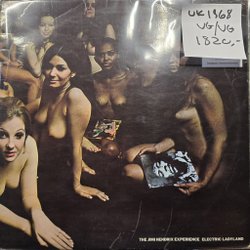 UK 1968
VG/VG
1820,-
THE JIMI HENDRIX EXPERIENCE ELECTRIC LADYLAND